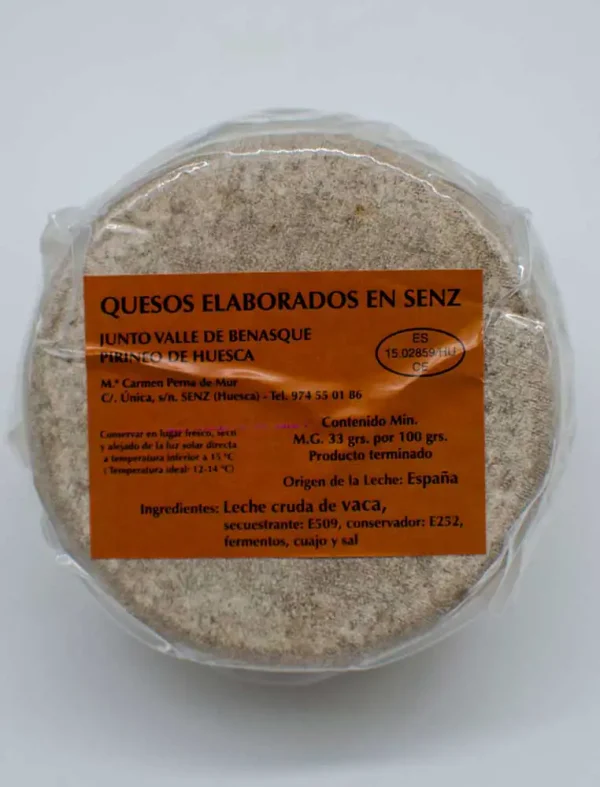 QUESOS ELABORADOS EN SENZ
JUNTO VALLE DE BENASQUE
PIRINEO DE HUESCA
ES
15.02859/HU
CE
M.ª Carmen Perna de Mur
C/. Única, s/n. SENZ (Huesca) - Tel. 974 55 01 86
Conservar en lugar fresco, seco
y alejado de la luz solar directa
a temperatura inferior a 15 °C
(Temperatura ideal: 12-14 °C)
Contenido Min.
M.G. 33 grs. por 100 grs.
Producto terminado
Origen de la Leche: España
Ingredientes: Leche cruda de vaca,
secuestrante: E509, conservador: E252,
fermentos, cuajo y sal